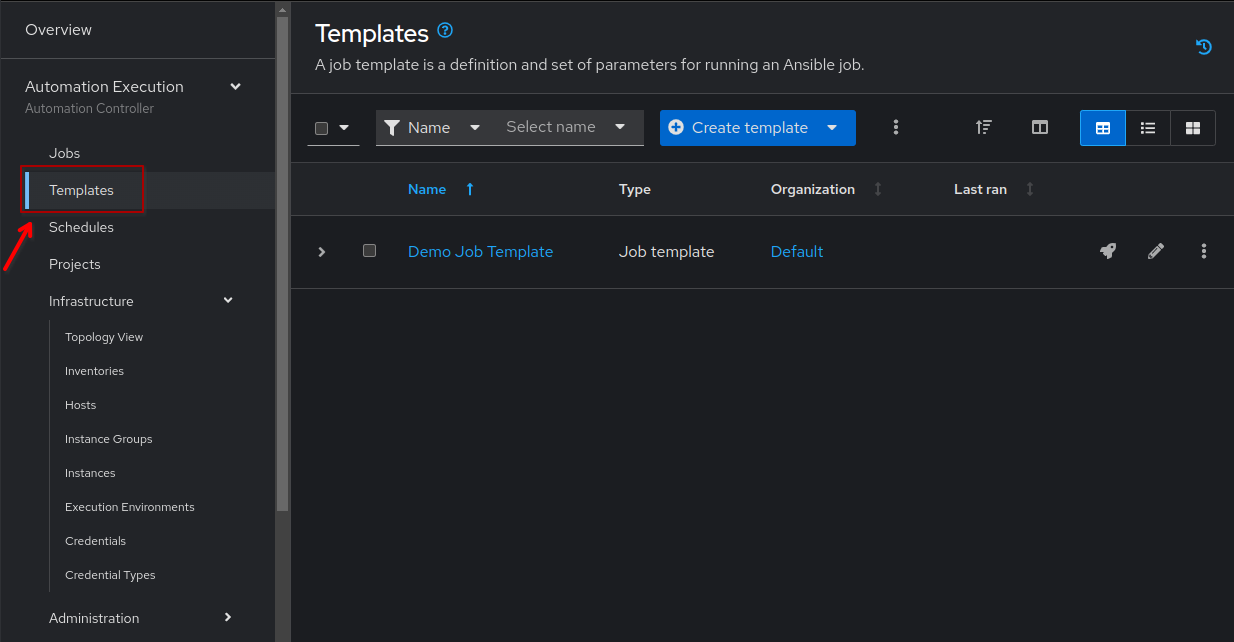 Overview
Automation Execution
Automation Controller
Jobs
Templates
Schedules
Projects
Infrastructure
Topology View
Inventories
Hosts
Instance Groups
Instances
Execution Environments
Credentials
Credential Types
Administration
Templates
A job template is a definition and set of parameters for running an Ansible job.
Name Select name Create template
Name Type Organization Last ran
Demo Job Template Job template Default